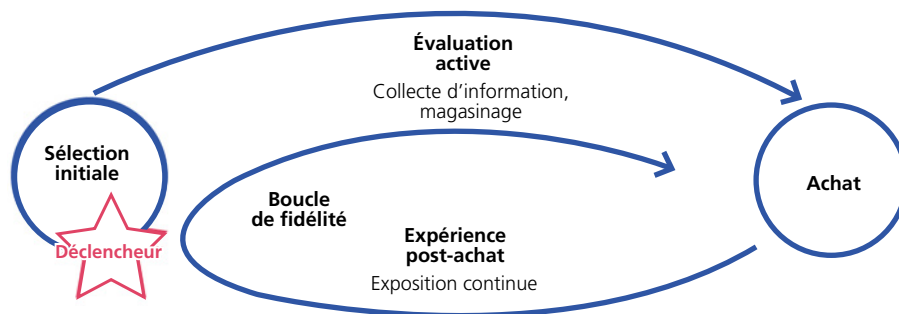 Évaluation
active
Collecte d'information,
magasinage
Sélection
initiale
Déclencheur
Boucle
de fidélité
Achat
Expérience
post-achat
Exposition continue